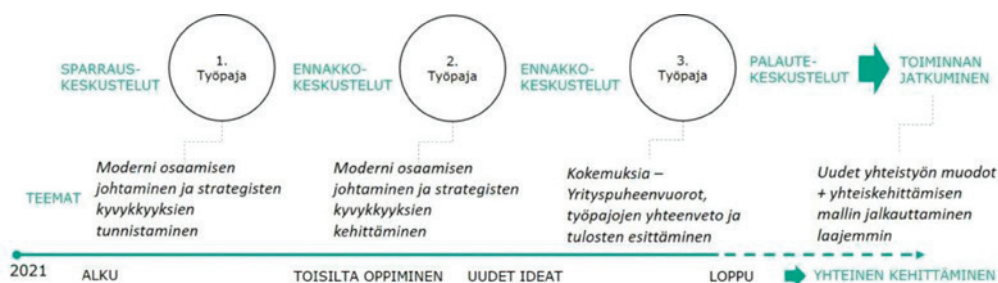 SPARRAUS-
KESKUSTELUT
1.
Työpaja
ENNAKKO-
KESKUSTELUT
2.
Työpaja
ENNAKKO-
KESKUSTELUT
3.
Työpaja
PALAUTE-
KESKUSTELUT
TOIMINNAN
JATKUMINEN
TEEMAT
Moderni osaamisen
johtaminen ja strategisten
kyvykkyyksien
tunnistaminen
Moderni osaamisen
johtaminen ja strategisten
kyvykkyyksien
kehittäminen
Kokemuksia –
Yrityspuheenvuorot,
työpajojen yhteenveto ja
tulosten esittäminen
Uudet yhteistyön muodot
+ yhteiskehittämisen
mallin jalkauttaminen
laajemmin
2021
ALKU
TOISILTA OPPIMINEN
UUDET IDEAT
LOPPU
YHTEINEN KEHITTÄMINEN